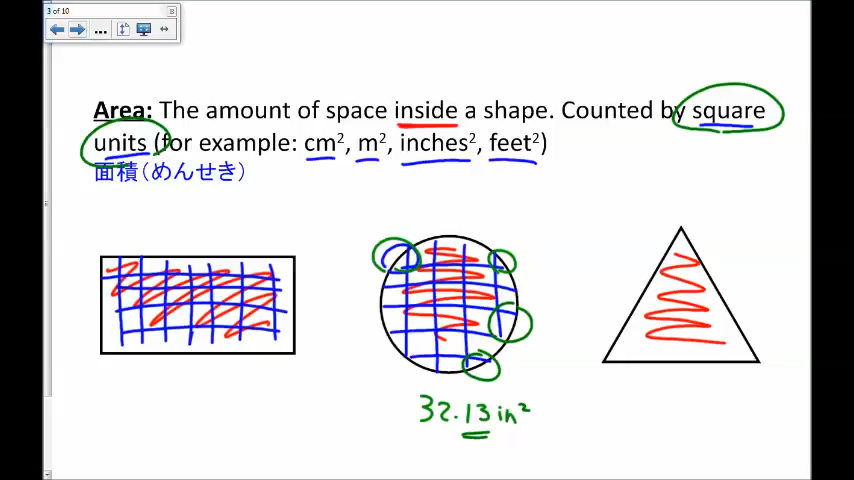 3 of 10
Area: The amount of space inside a shape. Counted by square
units (for example: cm², m², inches², feet²)
面積(めんせき)
32.13 in²